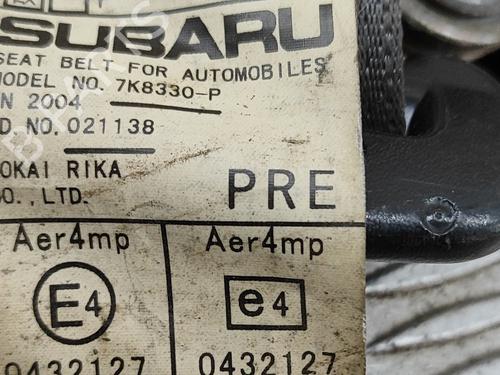 SUBARU
SEAT BELT FOR AUTOMOBILES
MODEL NO. 7K8330-P
N 2004
D. NO. 021138
OKAI RIKA
O.,LTD.
PRE
Aer4mp Aer4mp
E4 e4
0432127 0432127